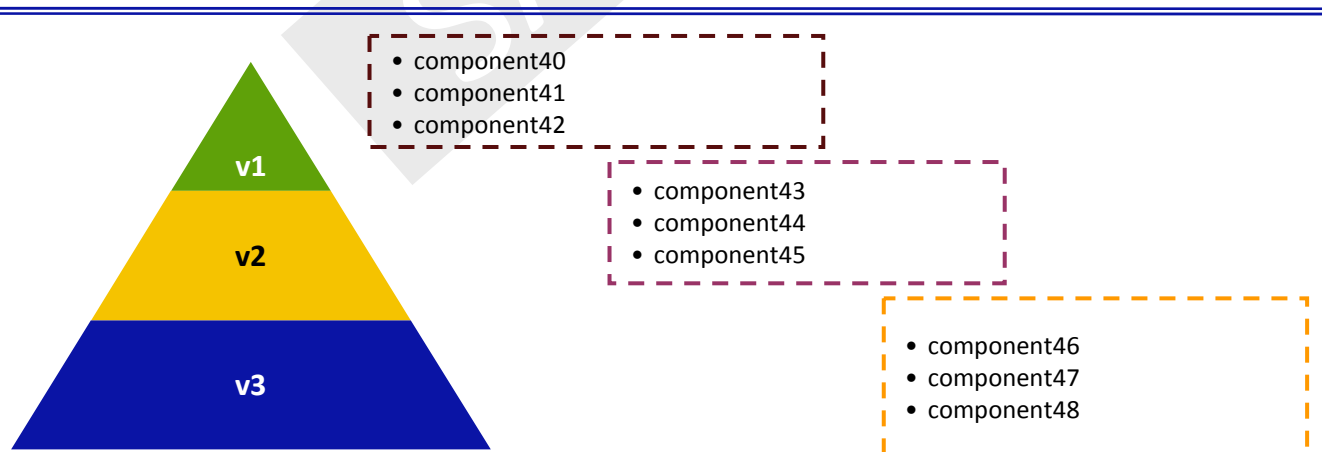 v1
v2
v3
• component40
• component41
• component42
• component43
• component44
• component45
• component46
• component47
• component48